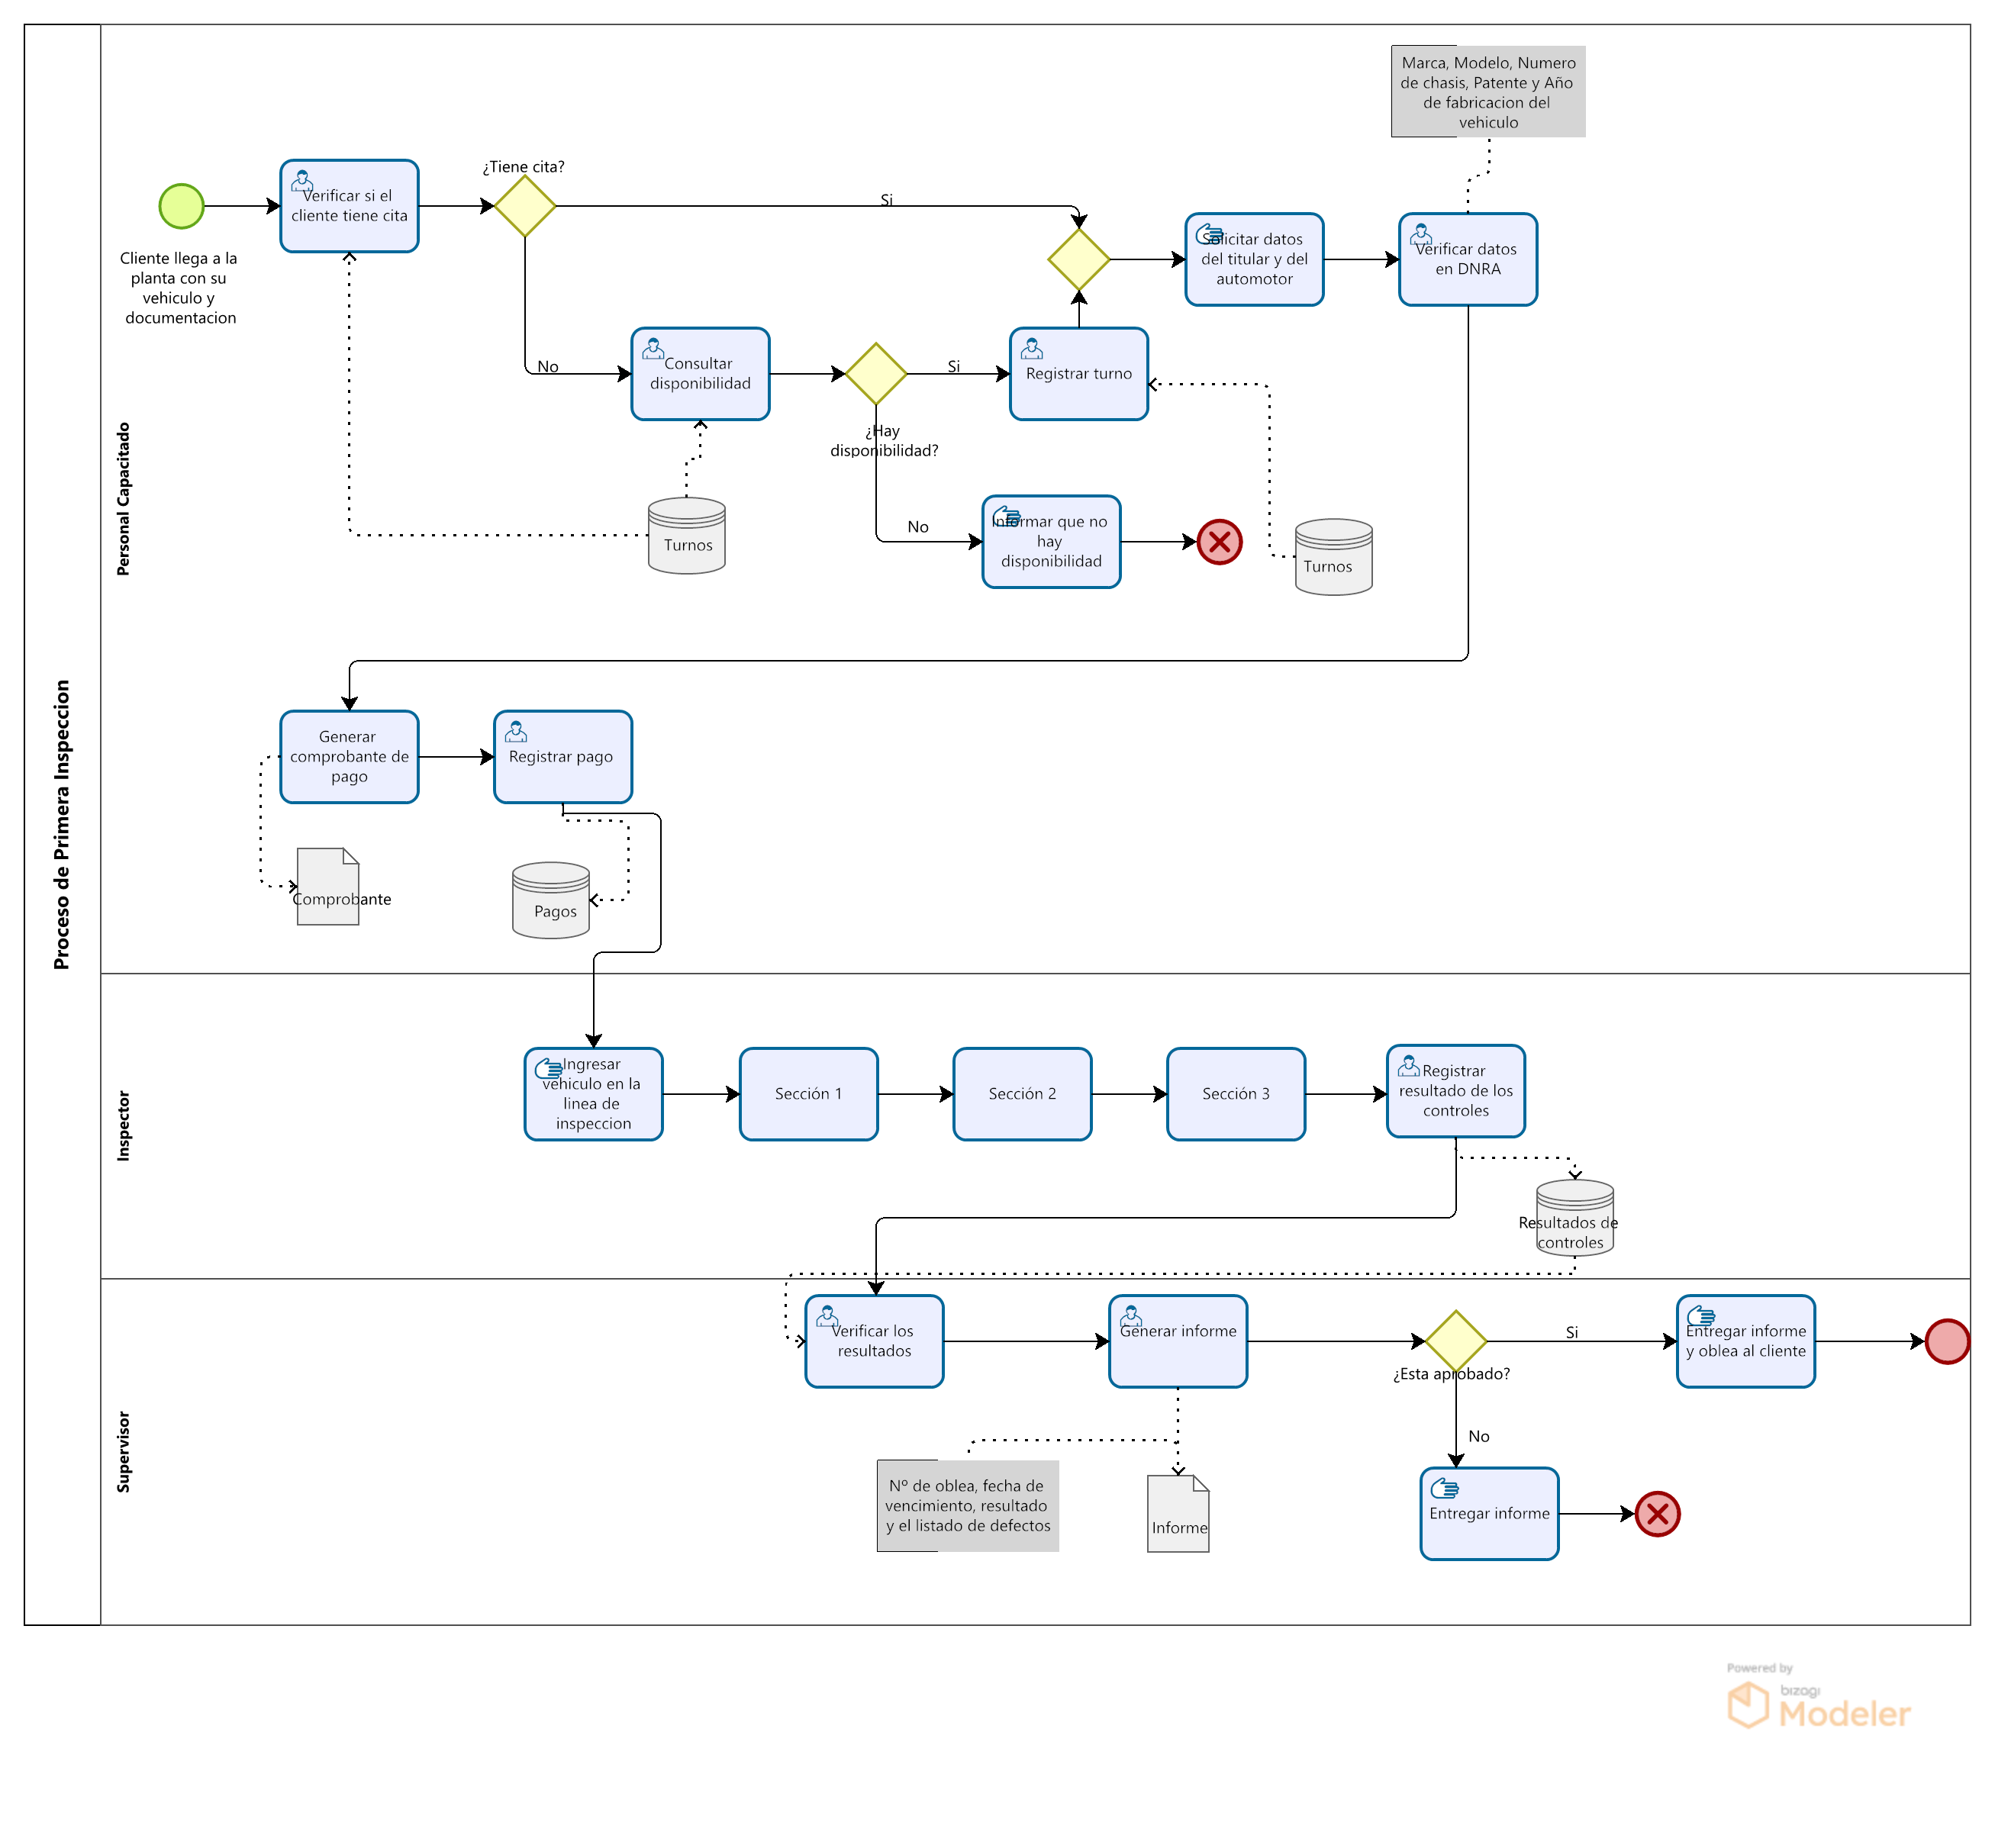 Proceso de Primera Inspeccion
Personal Capacitado
Marca, Modelo, Numero
de chasis, Patente y Año
de fabricacion del
vehiculo
Cliente llega a la
planta con su
vehiculo y
documentacion
Verificar si el
cliente tiene cita
¿Tiene cita?
Si
No
Solicitar datos
del titular y del
automotor
Verificar datos
en DNRA
Consultar
disponibilidad
¿Hay
disponibilidad?
Si
No
Registrar turno
Turnos
Informar que no
hay
disponibilidad
Turnos
Generar
comprobante de
pago
Registrar pago
Comprobante
Pagos
Inspector
Ingresar
vehiculo en la
linea de
inspeccion
Sección 1
Sección 2
Sección 3
Registrar
resultado de los
controles
Resultados de
controles
Supervisor
Verificar los
resultados
Generar informe
¿Esta aprobado?
Si
No
Entregar informe
y oblea al cliente
Nº de oblea, fecha de
vencimiento, resultado
y el listado de defectos
Informe
Entregar informe
Powered by
bizagi
Modeler